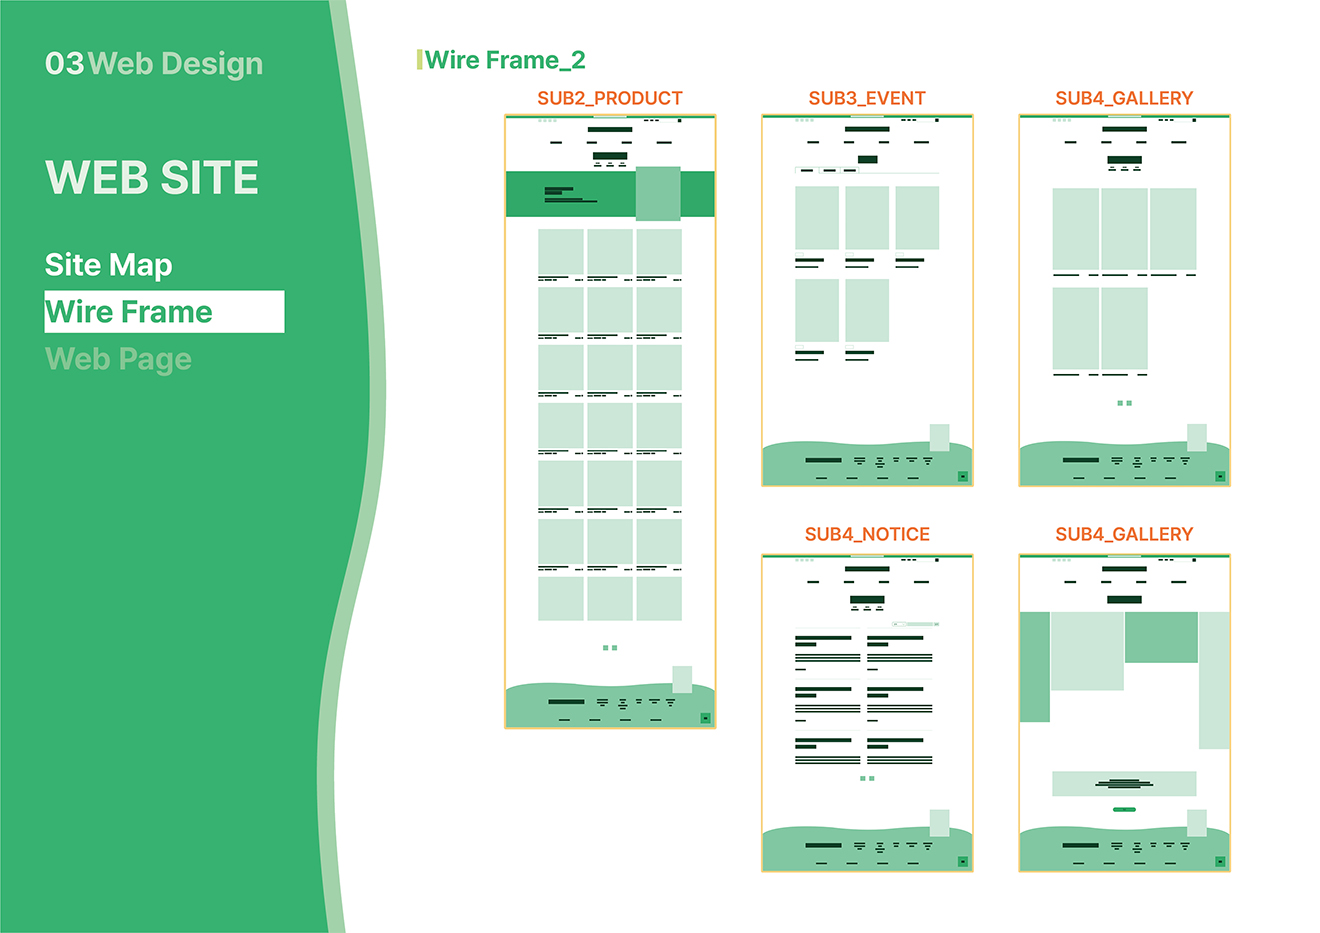 03 Web Design
WEB SITE
Site Map
Wire Frame
Web Page
Wire Frame_2
SUB2_PRODUCT
SUB3_EVENT
SUB4_GALLERY
SUB4_NOTICE
SUB4_GALLERY